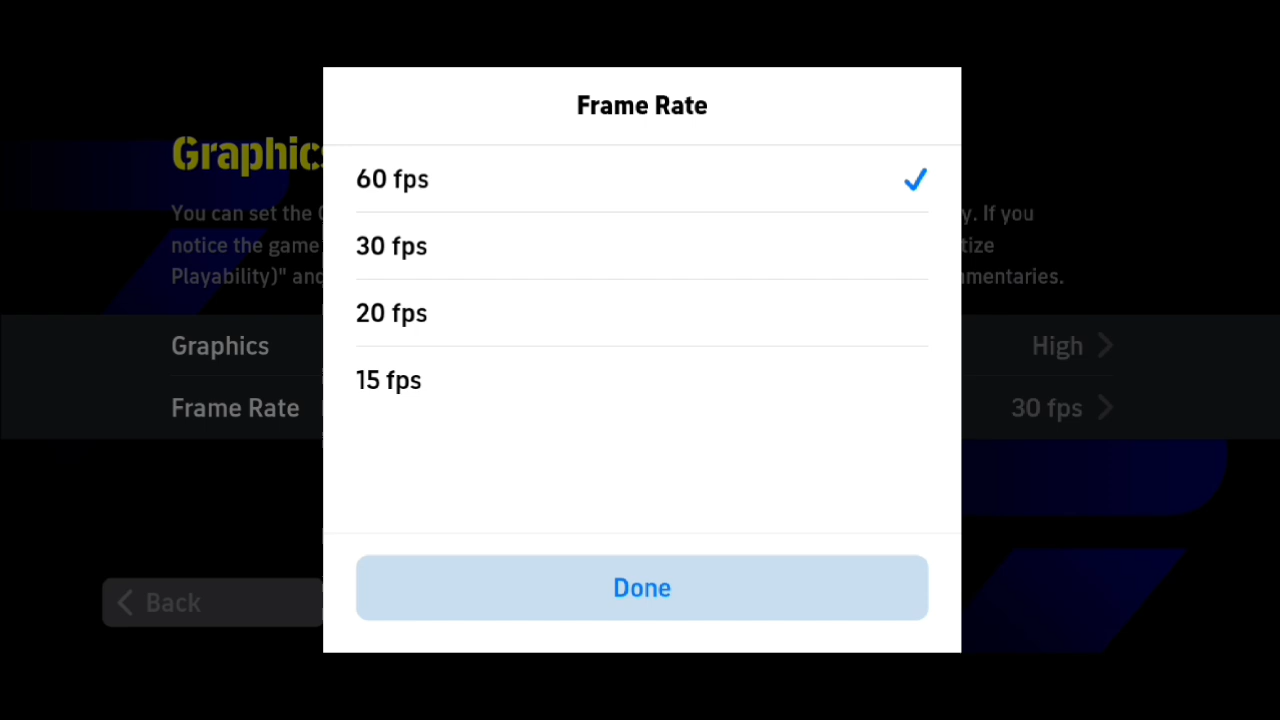 Frame Rate
60 fps
30 fps
20 fps
15 fps
Done
Graphics
You can set the
y. If you
notice the game
tize
Playability)" and
mmentaries.
Graphics
High
Frame Rate
30 fps
Back